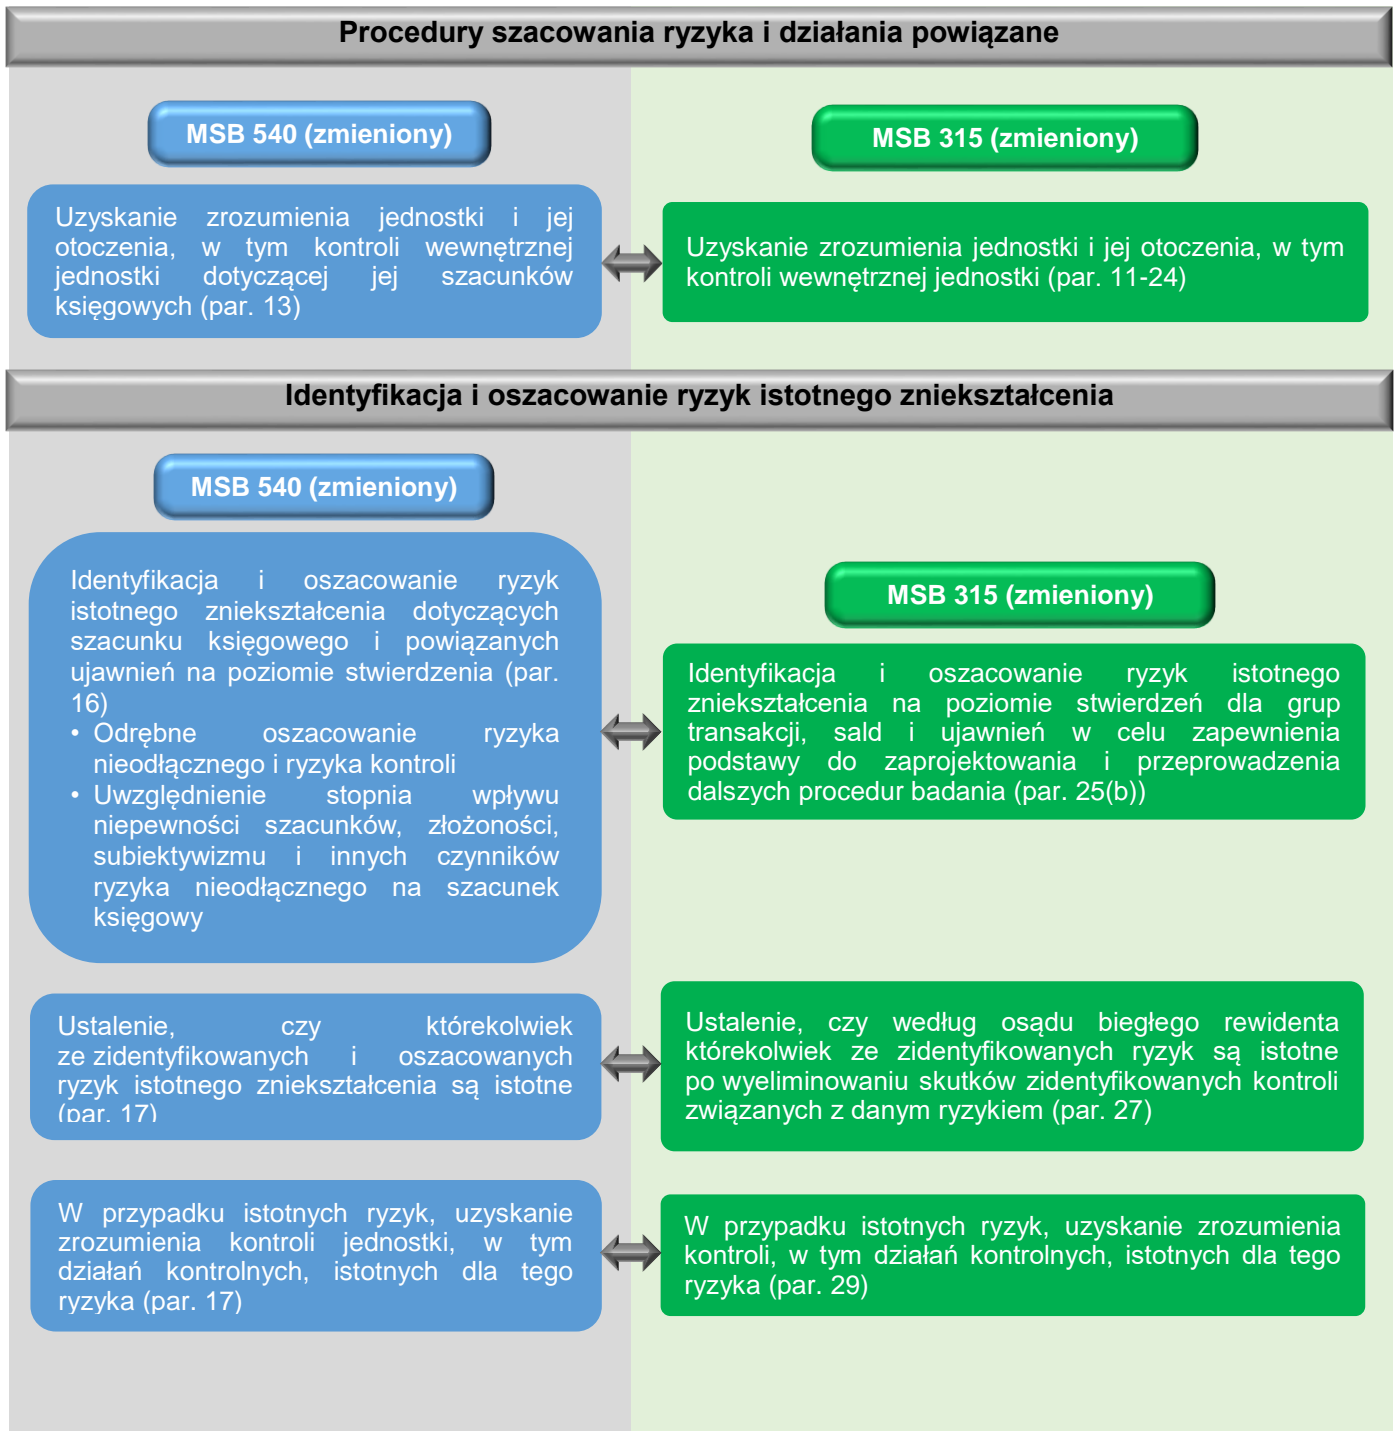 Procedury szacowania ryzyka i działania powiązane
MSB 540 (zmieniony)
MSB 315 (zmieniony)
Uzyskanie zrozumienia jednostki i jej
otoczenia, w tym kontroli wewnętrznej
jednostki dotyczącej jej szacunków
księgowych (par. 13)
Uzyskanie zrozumienia jednostki i jej otoczenia, w tym
kontroli wewnętrznej jednostki (par. 11-24)
Identyfikacja i oszacowanie ryzyk istotnego zniekształcenia
MSB 540 (zmieniony)
Identyfikacja i oszacowanie ryzyk
istotnego zniekształcenia dotyczących
szacunku księgowego i powiązanych
ujawnień na poziomie stwierdzenia (par.
16)
• Odrębne oszacowanie ryzyka
nieodłącznego i ryzyka kontroli
• Uwzględnienie stopnia wpływu
niepewności szacunków, złożoności,
subiektywizmu i innych czynników
ryzyka nieodłącznego na szacunek
księgowy
MSB 315 (zmieniony)
Identyfikacja i oszacowanie ryzyk istotnego
zniekształcenia na poziomie stwierdzeń dla grup
transakcji, sald i ujawnień w celu zapewnienia
podstawy do zaprojektowania i przeprowadzenia
dalszych procedur badania (par. 25(b))
Ustalenie, czy którekolwiek
ze zidentyfikowanych i oszacowanych
ryzyk istotnego zniekształcenia są istotne
(par. 17)
Ustalenie, czy według osądu biegłego rewidenta
którekolwiek ze zidentyfikowanych ryzyk są istotne
po wyeliminowaniu skutków zidentyfikowanych kontroli
związanych z danym ryzykiem (par. 27)
W przypadku istotnych ryzyk, uzyskanie
zrozumienia kontroli jednostki, w tym
działań kontrolnych, istotnych dla tego
ryzyka (par. 17)
W przypadku istotnych ryzyk, uzyskanie zrozumienia
kontroli, w tym działań kontrolnych, istotnych dla tego
ryzyka (par. 29)